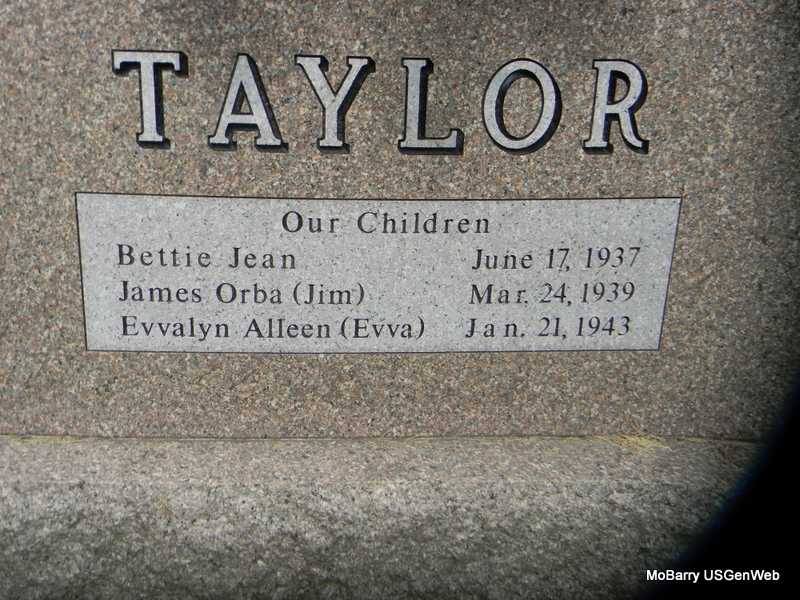 TAYLOR
Our Children
Bettie Jean June 17, 1937
James Orba (Jim) Mar. 24, 1939
Evvalyn Alleen (Evva) Jan. 21, 1943
MoBarry USGenWeb